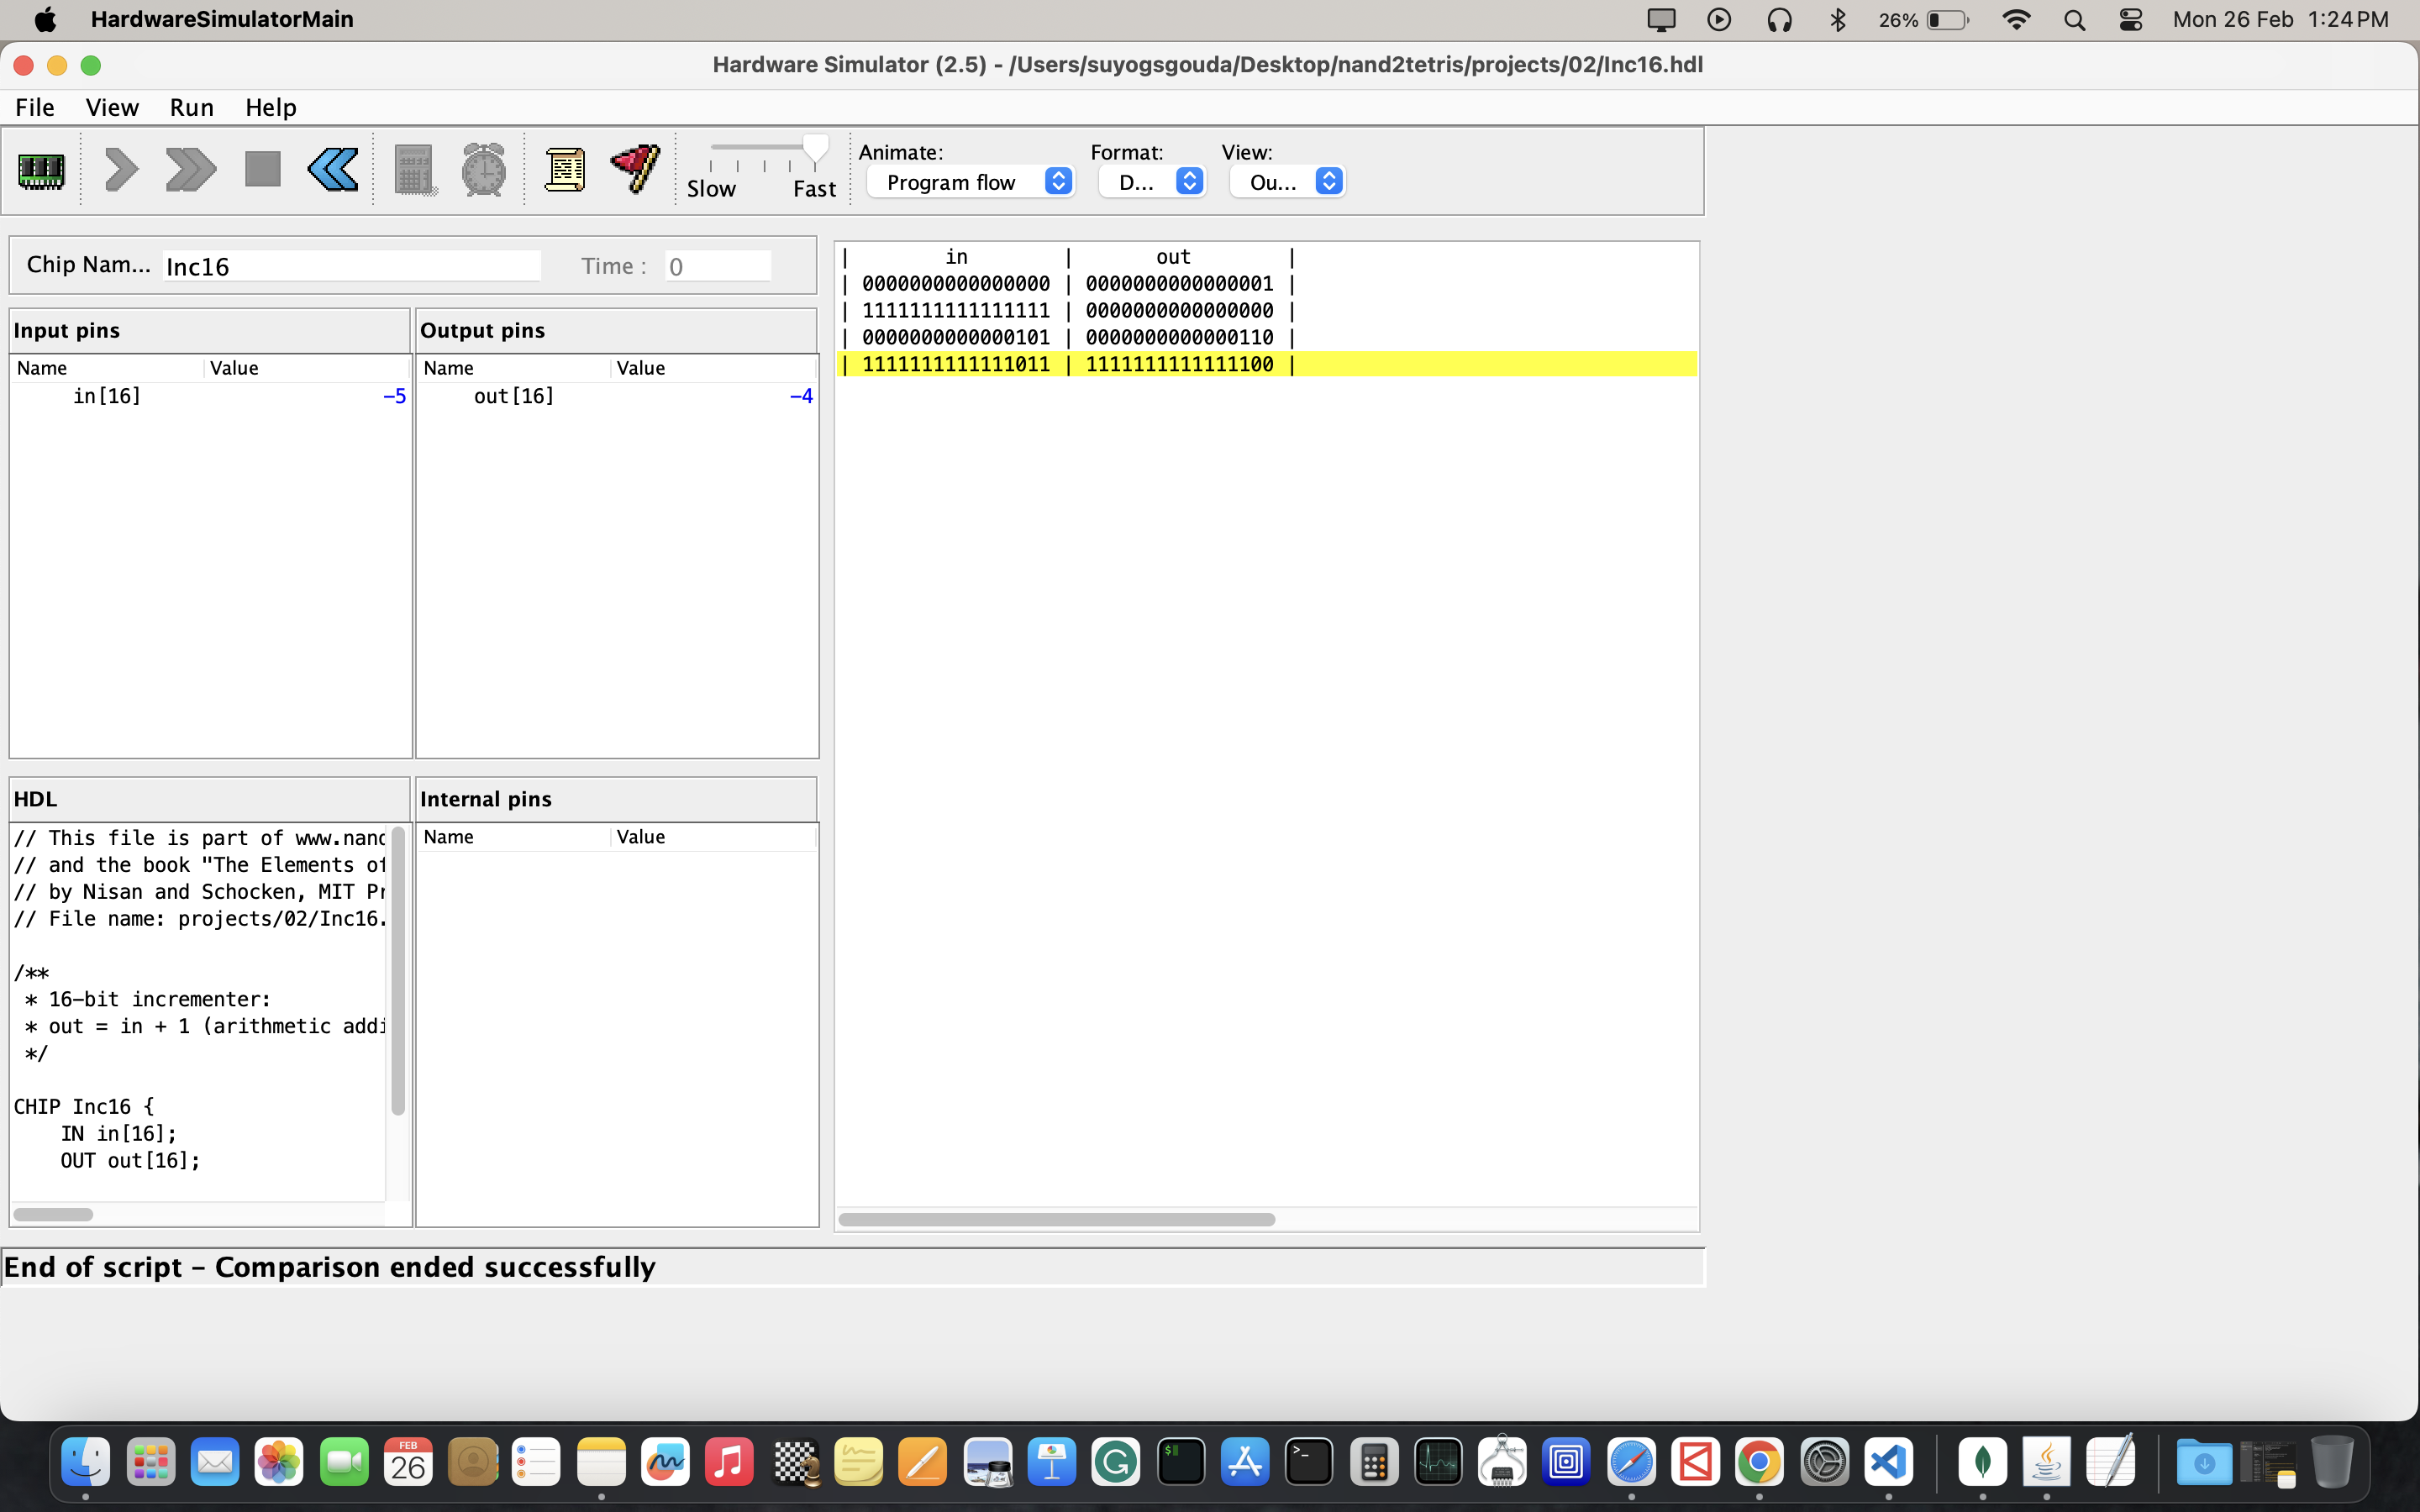 HardwareSimulatorMain
26%
Mon 26 Feb 1:24 PM
Hardware Simulator (2.5) - /Users/suyogsgouda/Desktop/nand2tetris/projects/02/Inc16.hdl
File View Run Help
Animate: Format: View:
Slow Fast Program flow D... Ou...
Chip Nam... Inc16 Time : 0
Input pins
Name Value
in[16] -5
Output pins
Name Value
out[16] -4
| in | out |
| 0000000000000000 | 0000000000000001 |
| 1111111111111111 | 0000000000000000 |
| 0000000000000101 | 0000000000000110 |
| 1111111111111011 | 1111111111111100 |
HDL
// This file is part of www.nand
// and the book "The Elements of
// by Nisan and Schocken, MIT Pr
// File name: projects/02/Inc16.
/**
* 16-bit incrementer:
* out = in + 1 (arithmetic addi
*/
CHIP Inc16 {
IN in[16];
OUT out[16];
Internal pins
Name Value
End of script - Comparison ended successfully
FEB
26